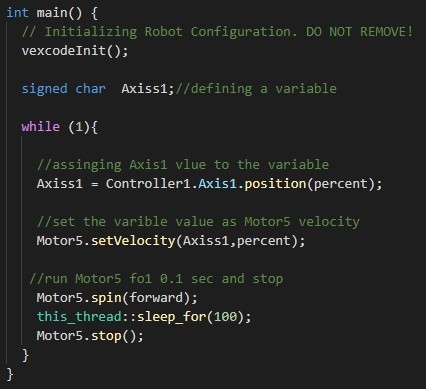 int main() {
// Initializing Robot Configuration. DO NOT REMOVE!
vexcodeInit();
signed char  Axiss1;//defining a variable
while (1){
//assinging Axis1 vlue to the variable
Axiss1 = Controller1.Axis1.position(percent);
//set the varible value as Motor5 velocity
Motor5.setVelocity(Axiss1,percent);
//run Motor5 fo1 0.1 sec and stop
Motor5.spin(forward);
this_thread::sleep_for(100);
Motor5.stop();
}
}